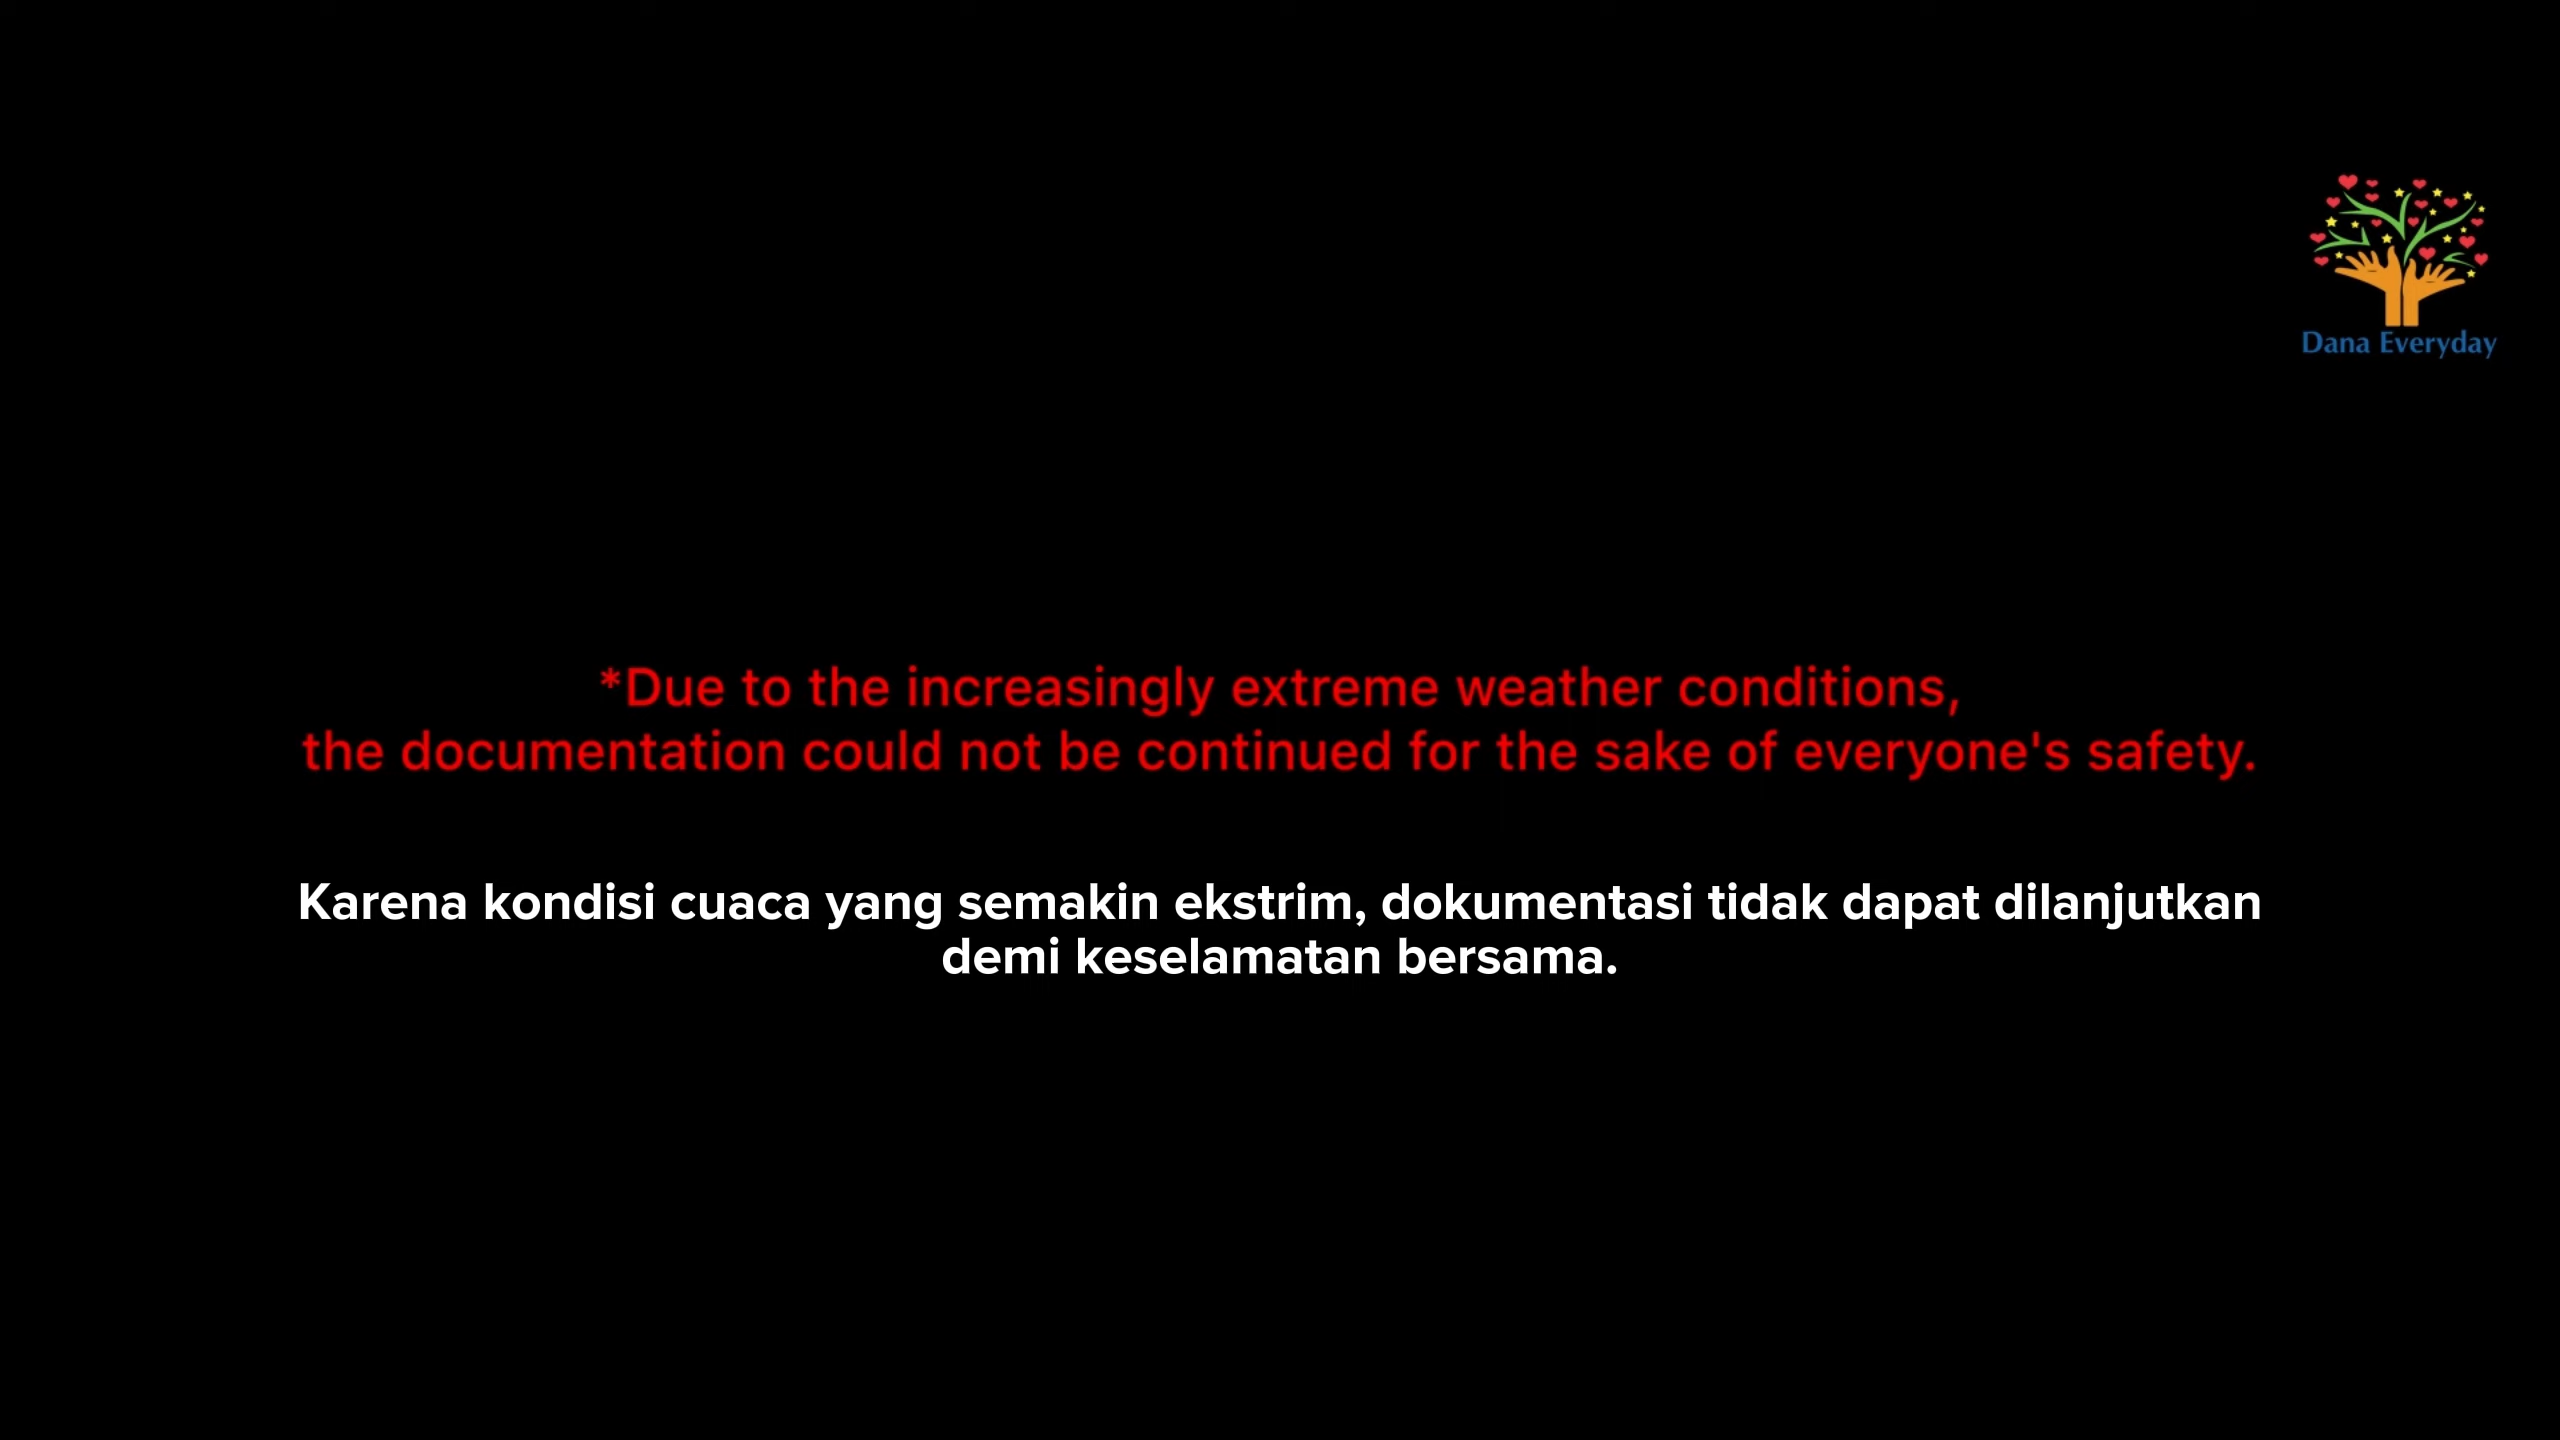 Dana Everyday
*Due to the increasingly extreme weather conditions,
the documentation could not be continued for the sake of everyone's safety.
Karena kondisi cuaca yang semakin ekstrim, dokumentasi tidak dapat dilanjutkan
demi keselamatan bersama.